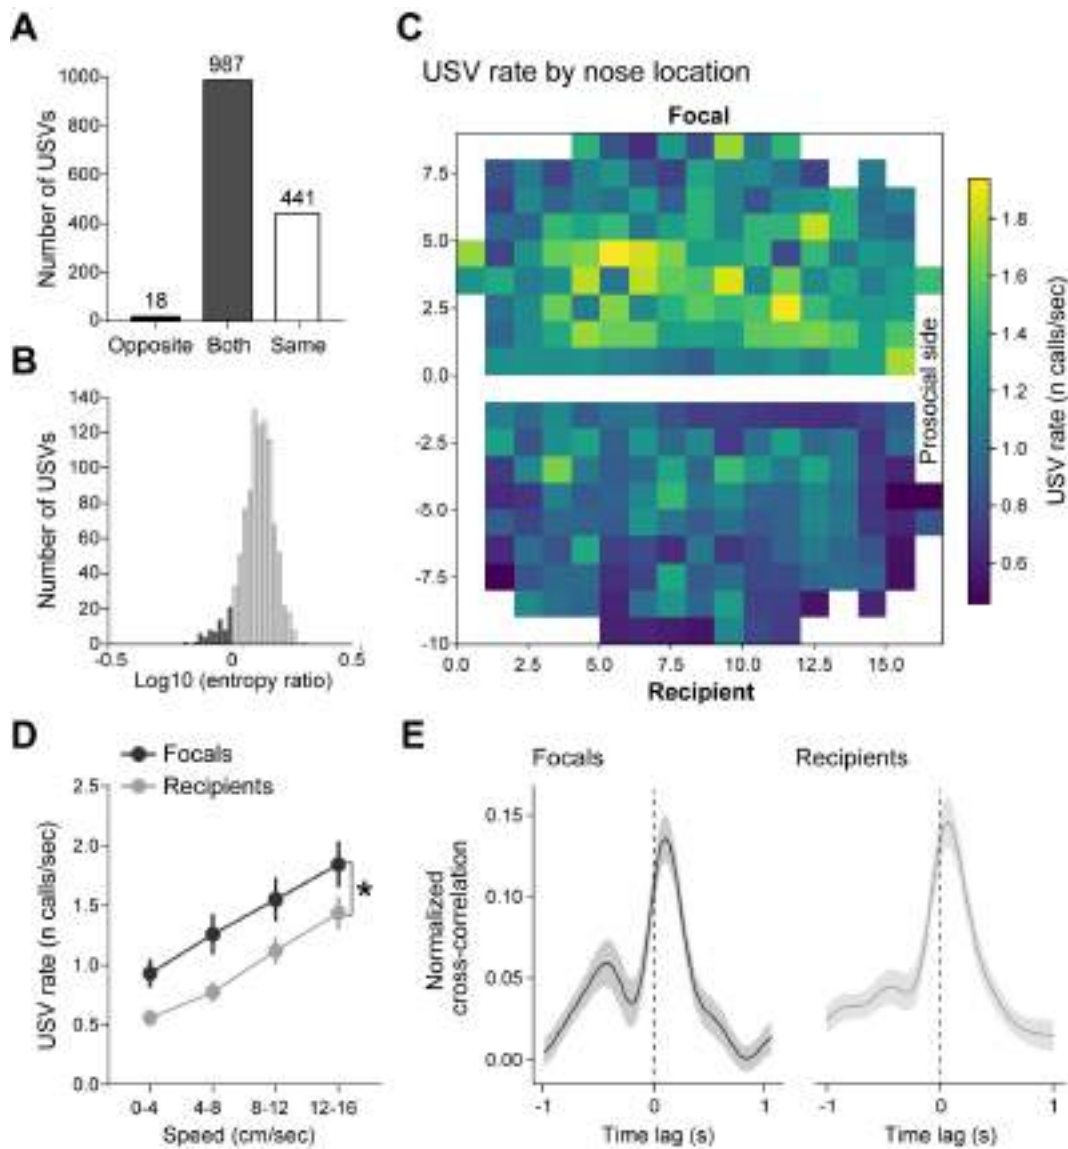 A
987
441
18
Number of USVs
1000
800
600
400
200
0
Opposite Both Same
B
Number of USVs
140
120
100
80
60
40
20
0
-0.5 0 0.5
Log10 (entropy ratio)
C
USV rate by nose location
Focal
7.5
5.0
2.5
0.0
-2.5
-5.0
-7.5
-10
0.0 2.5 5.0 7.5 10.0 12.5 15.0
Recipient
Prosocial side
1.8
1.6
1.4
1.2
1.0
0.8
0.6
USV rate (n calls/sec)
D
Focals
Recipients
USV rate (n calls/sec)
2.5
2.0
1.5
1.0
0.5
0.0
*
0-4 4-8 8-12 12-16
Speed (cm/sec)
E
Focals Recipients
Normalized
cross-correlation
0.15
0.10
0.05
0.00
-1 0 1 -1 0 1
Time lag (s) Time lag (s)